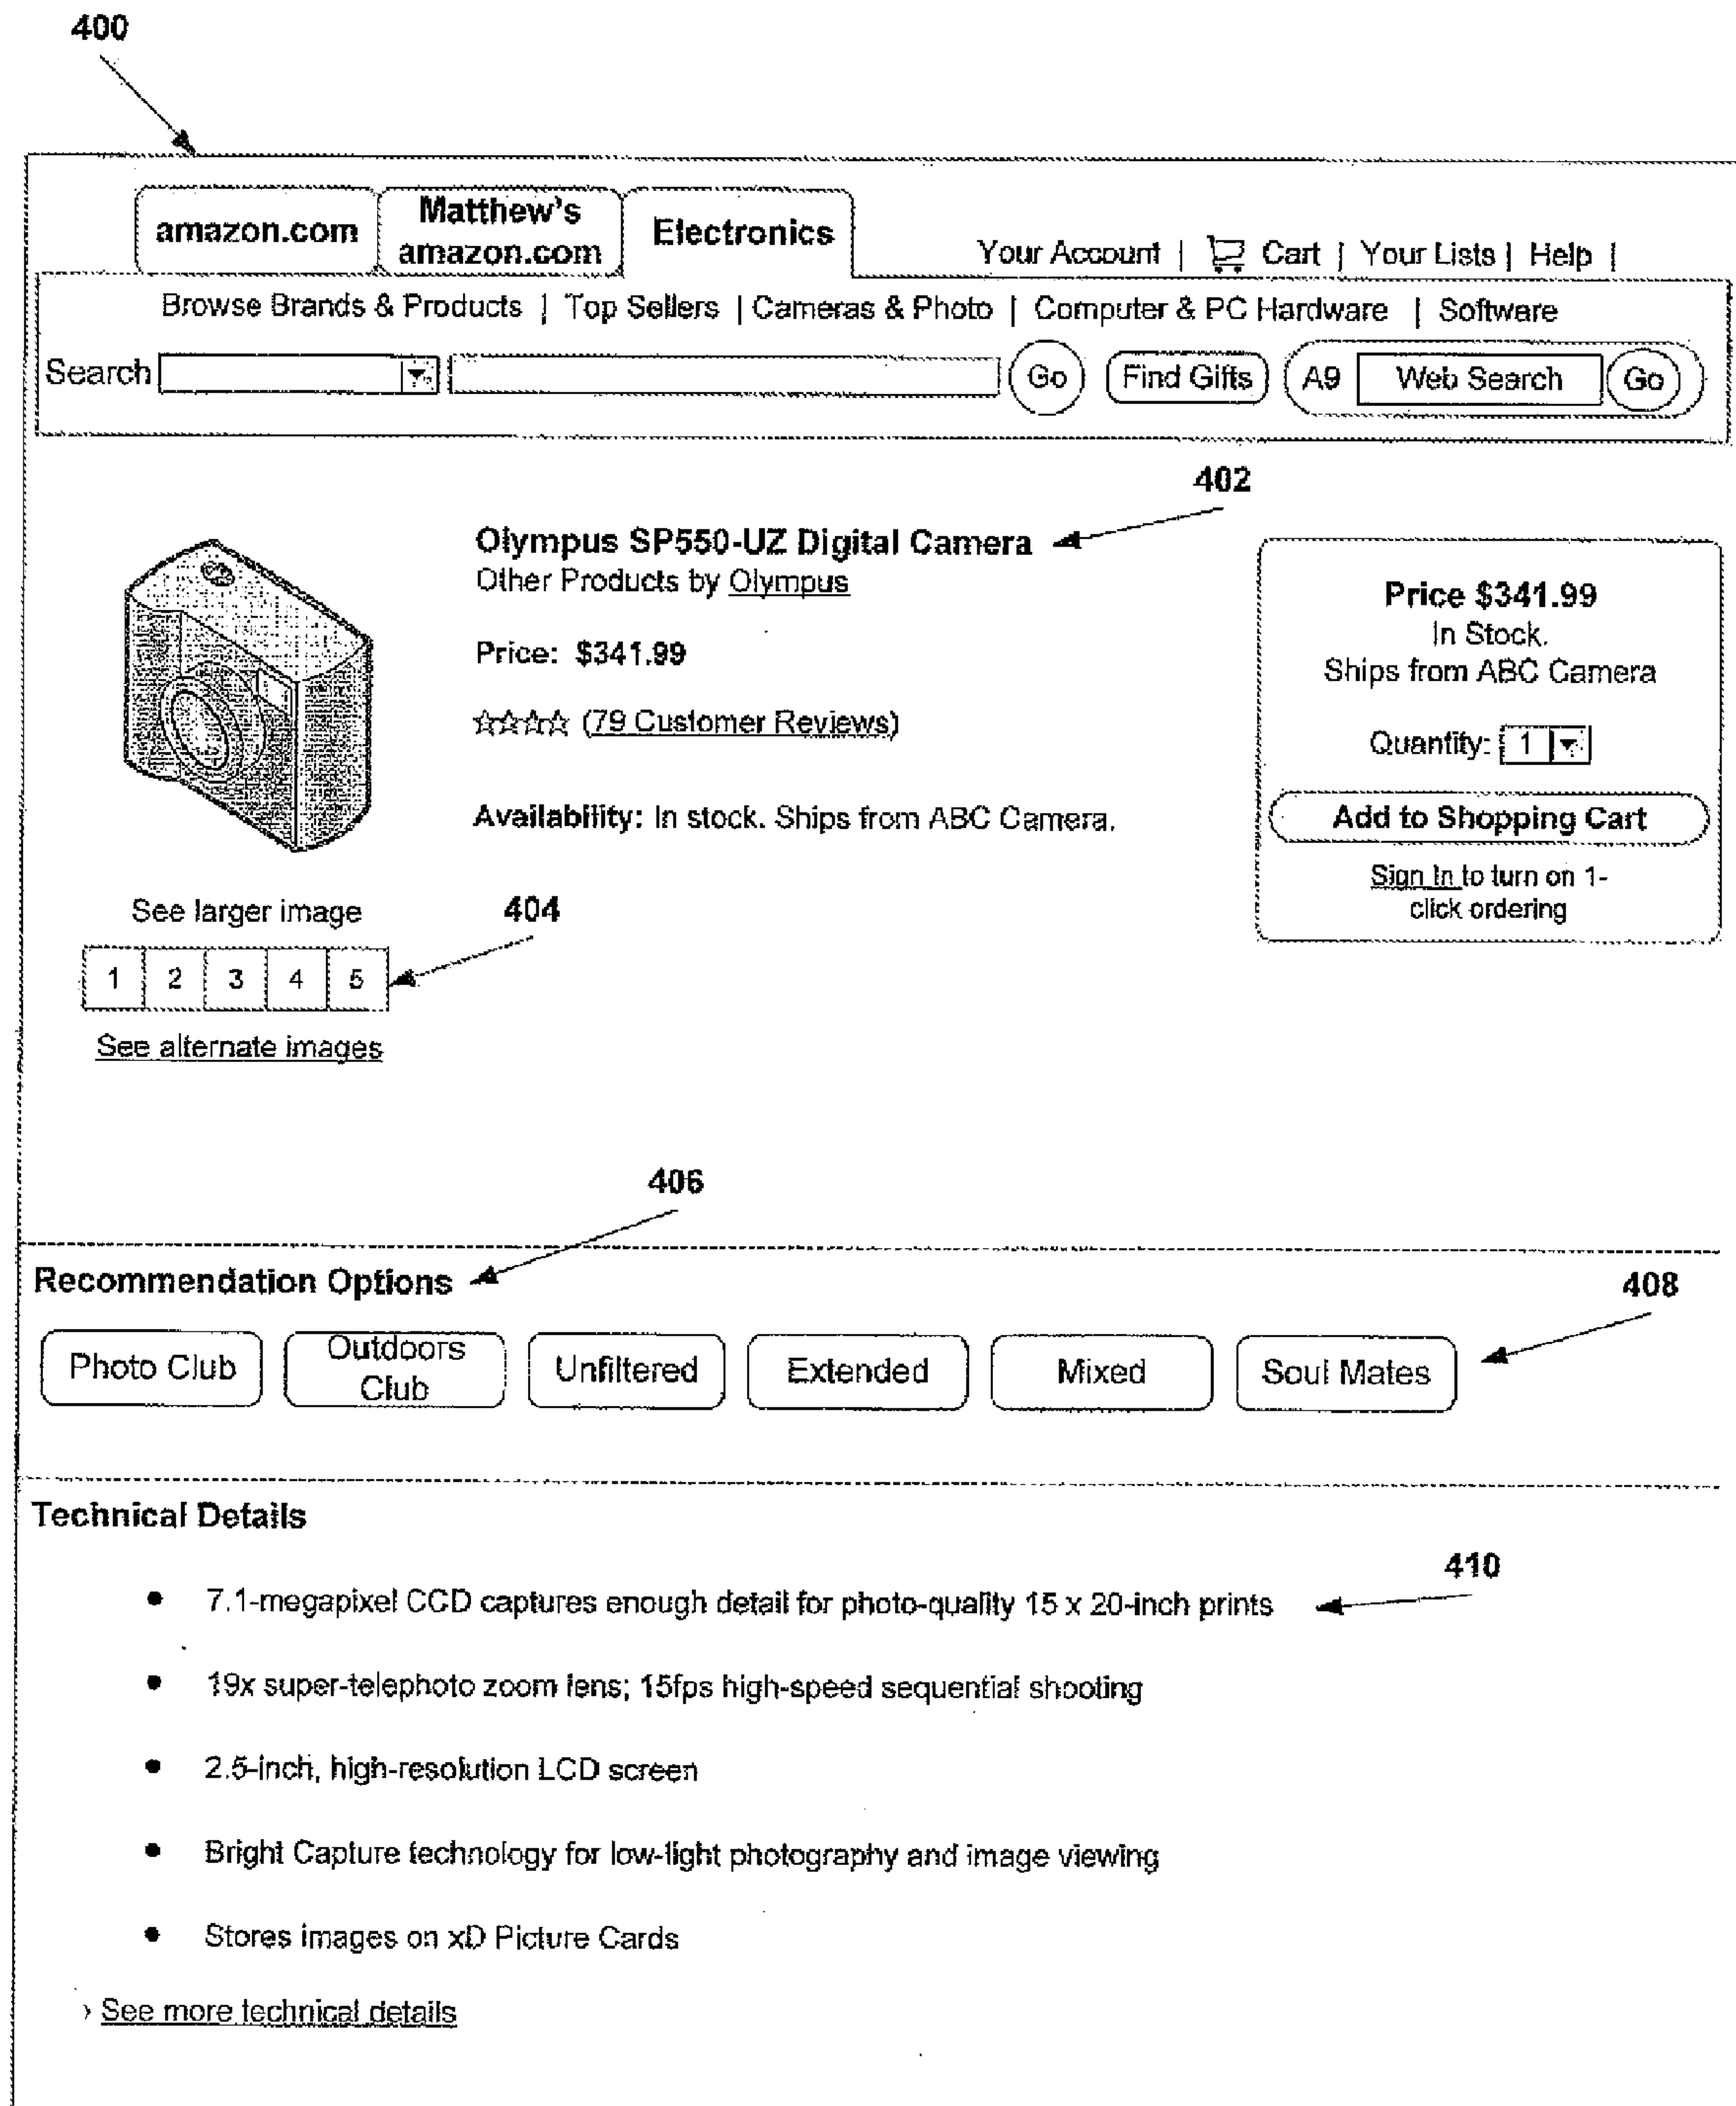 400
amazon.com
Matthew's
amazon.com
Electronics
Your Account | Cart | Your Lists | Help |
Browse Brands & Products | Top Sellers | Cameras & Photo | Computer & PC Hardware | Software
Search
Go
Find Gifts
A9
Web Search
Go
402
Olympus SP550-UZ Digital Camera
Other Products by Olympus
Price: $341.99
☆☆☆☆ (79 Customer Reviews)
Availability: In stock. Ships from ABC Camera.
Price $341.99
In Stock.
Ships from ABC Camera
Quantity: 1
Add to Shopping Cart
Sign In to turn on 1-
click ordering
See larger image
404
1 2 3 4 5
See alternate images
406
Recommendation Options
408
Photo Club
Outdoors
Club
Unfiltered
Extended
Mixed
Soul Mates
Technical Details
410
• 7.1-megapixel CCD captures enough detail for photo-quality 15 x 20-inch prints
• 19x super-telephoto zoom lens; 15fps high-speed sequential shooting
• 2.5-inch, high-resolution LCD screen
• Bright Capture technology for low-light photography and image viewing
• Stores images on xD Picture Cards
› See more technical details